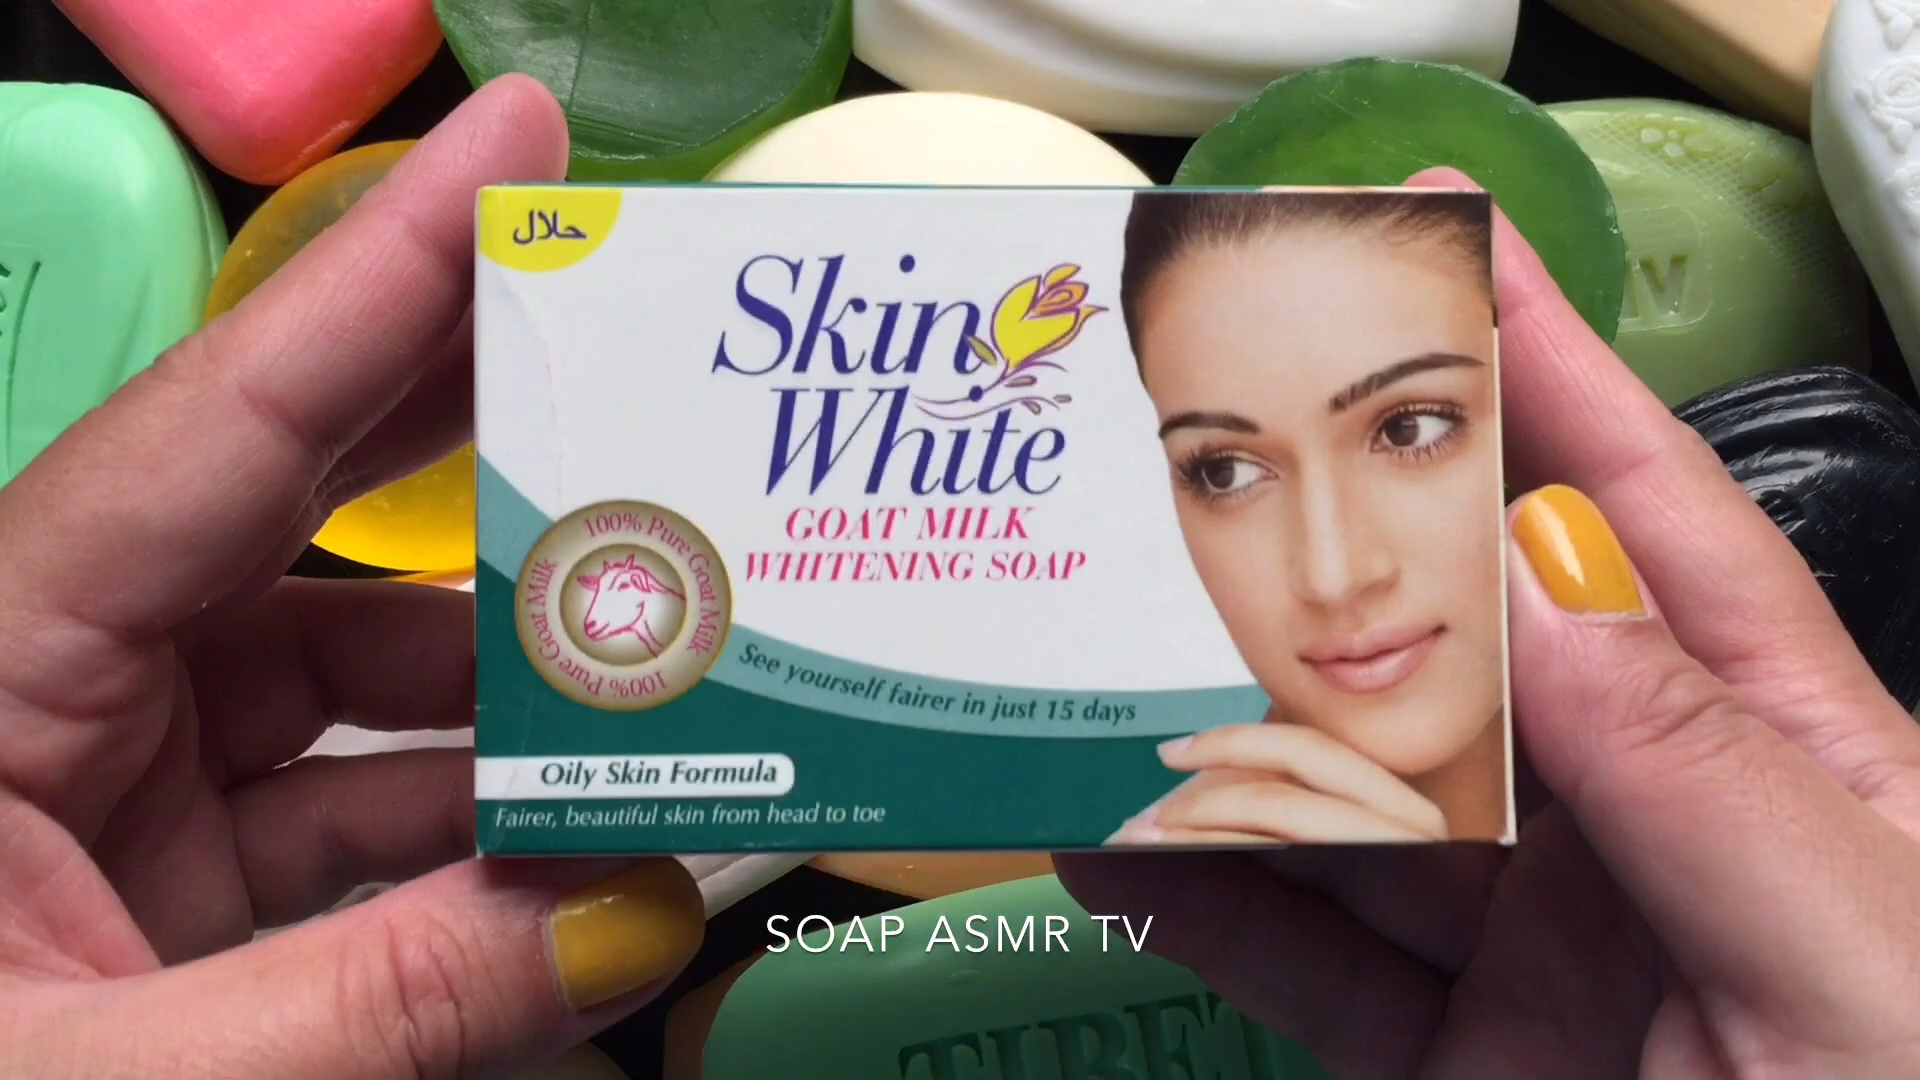 حلال
Skin
White
GOAT MILK
WHITENING SOAP
100% Pure Goat Milk
100% Pure Goat Milk
See yourself fairer in just 15 days
Oily Skin Formula
Fairer, beautiful skin from head to toe
SOAP ASMR TV
TIBET